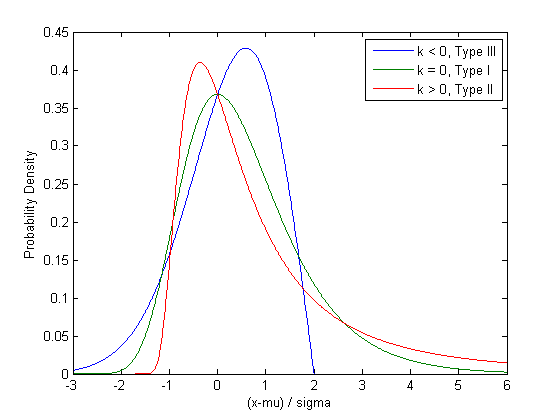 0.45
k < 0, Type III
0.4
k = 0, Type I
k > 0, Type II
0.35
0.3
0.25
Probability Density
0.2
0.15
0.1
0.05
0
-3 -2 -1 0 1 2 3 4 5 6
(x-mu) / sigma